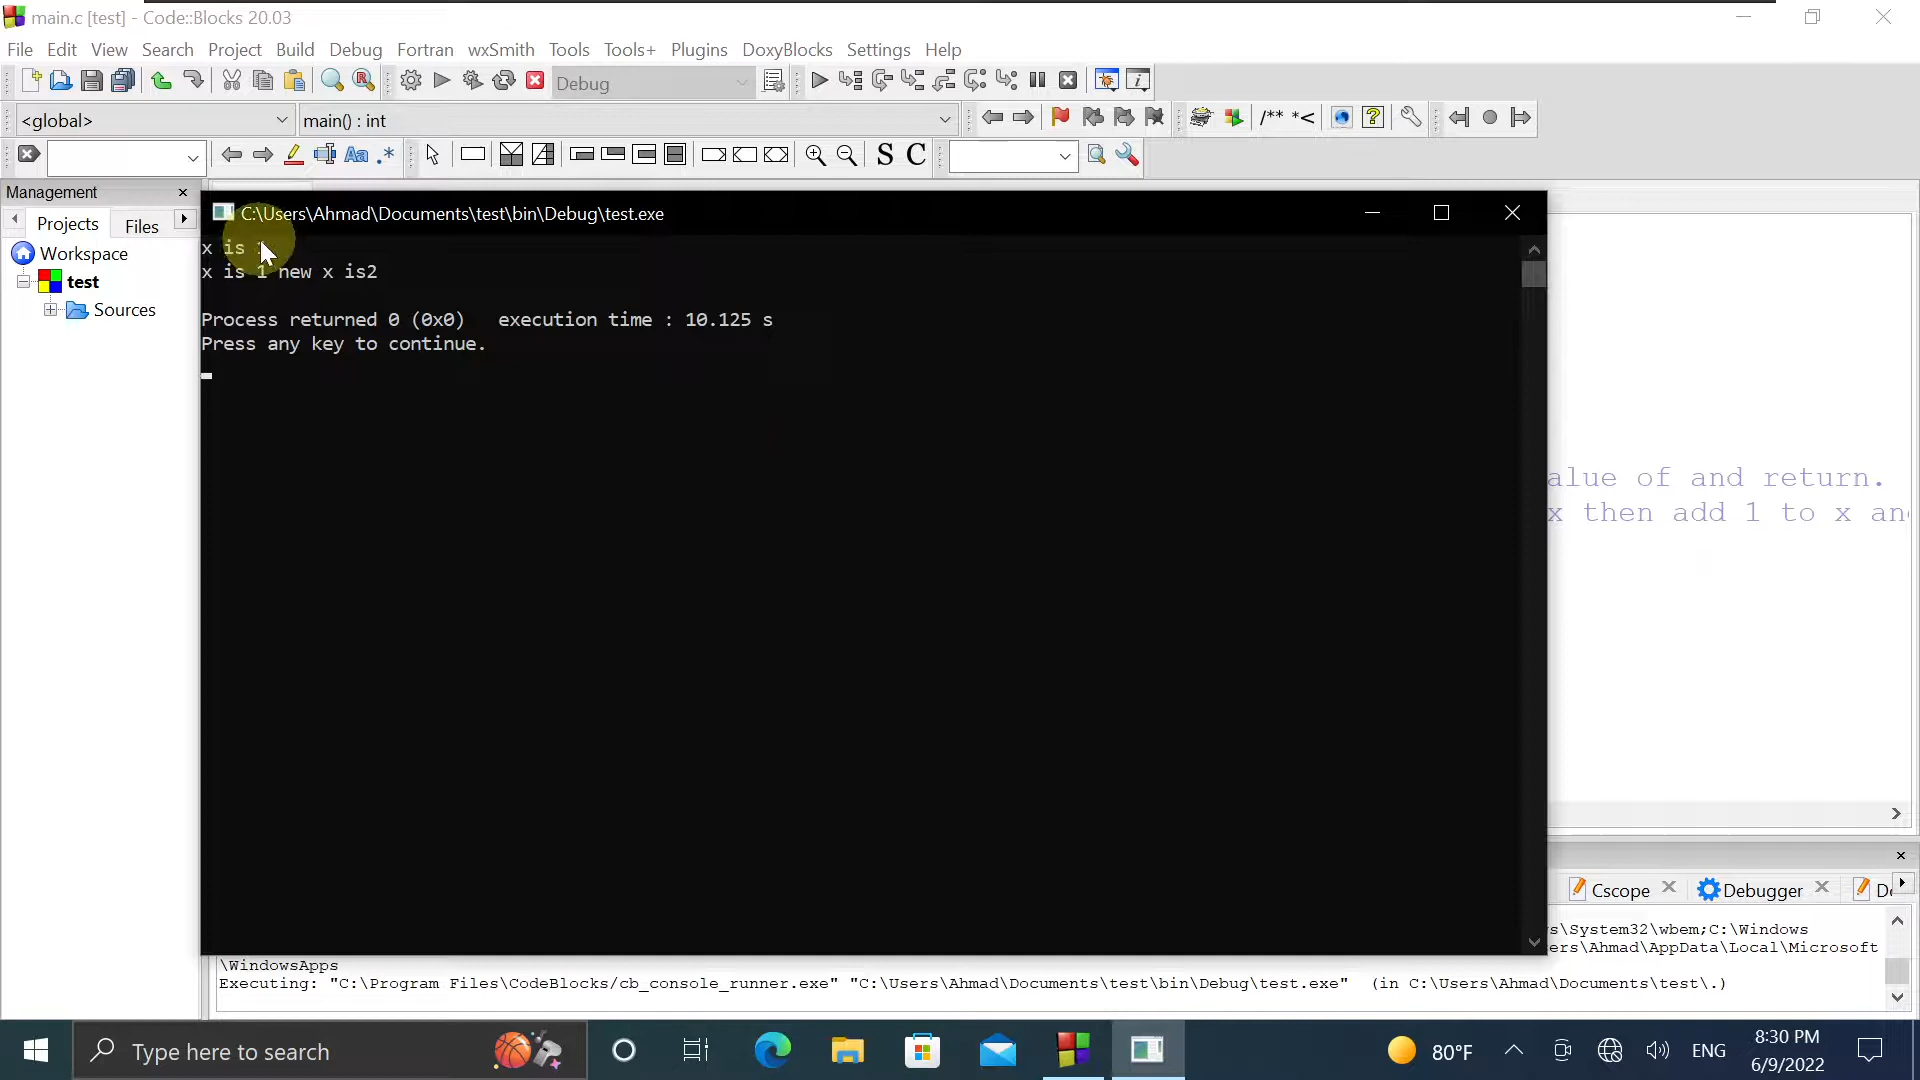 main.c [test] - Code::Blocks 20.03
File Edit View Search Project Build Debug Fortran wxSmith Tools Tools+ Plugins DoxyBlocks Settings Help
Debug
<global> main() : int /** *<
Aa .* S C
Management
Projects Files
Workspace
test
Sources
C:\Users\Ahmad\Documents\test\bin\Debug\test.exe
x is 1
x is 1 new x is2
Process returned 0 (0x0)   execution time : 10.125 s
Press any key to continue.
alue of and return.
x then add 1 to x an
Cscope Debugger
s\System32\wbem;C:\Windows
ers\Ahmad\AppData\Local\Microsoft
\WindowsApps
Executing: "C:\Program Files\CodeBlocks/cb_console_runner.exe" "C:\Users\Ahmad\Documents\test\bin\Debug\test.exe"  (in C:\Users\Ahmad\Documents\test\.)
Type here to search
80°F
ENG
8:30 PM
6/9/2022